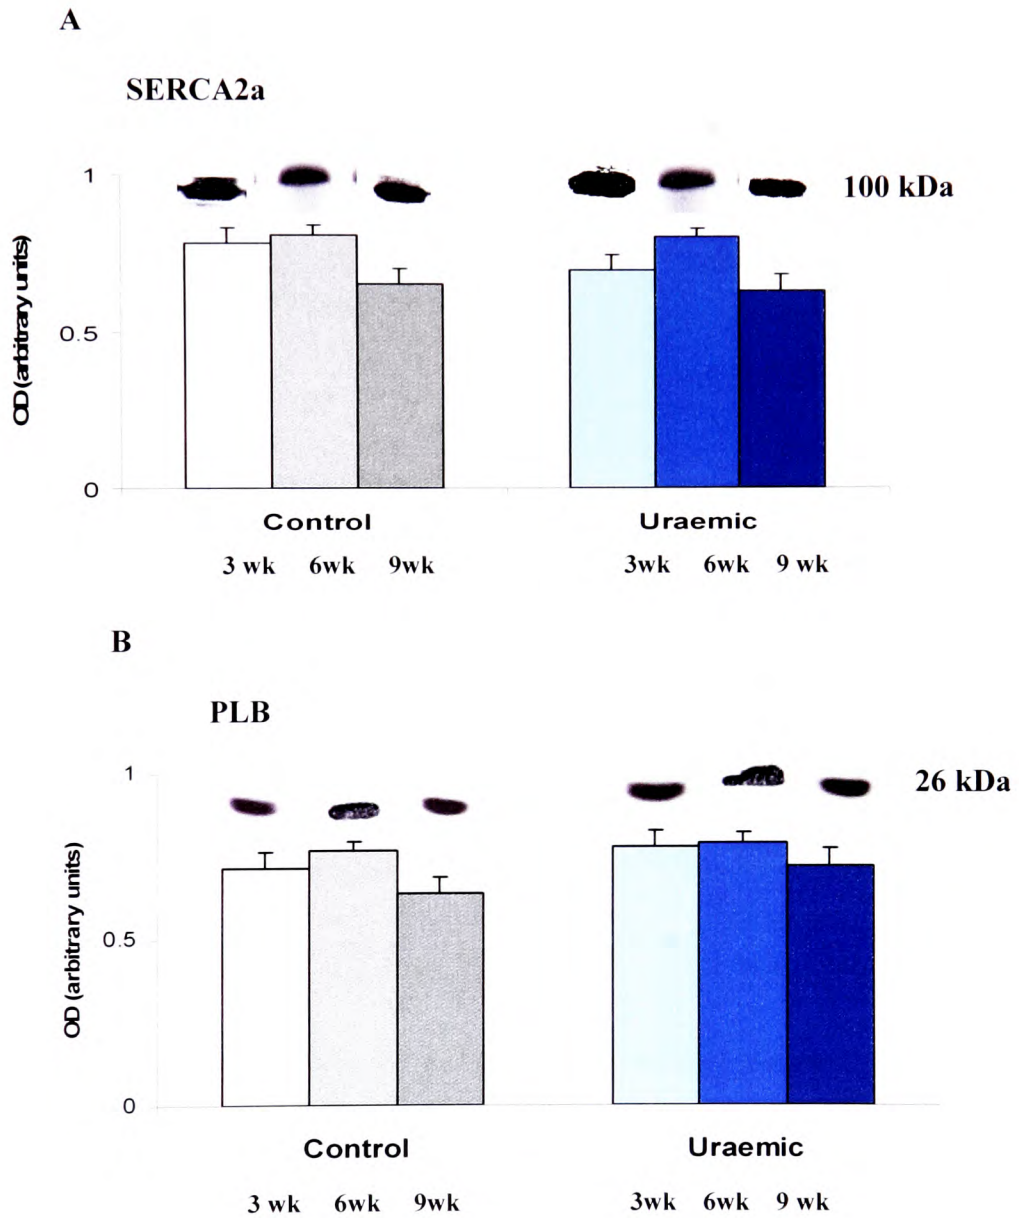 A
SERCA2a
1
100 kDa
OD (arbitrary units)
0.5
0
Control
Uraemic
3 wk 6wk 9wk
3wk 6wk 9 wk
B
PLB
1
26 kDa
OD (arbitrary units)
0.5
0
Control
Uraemic
3 wk 6wk 9wk
3wk 6wk 9 wk